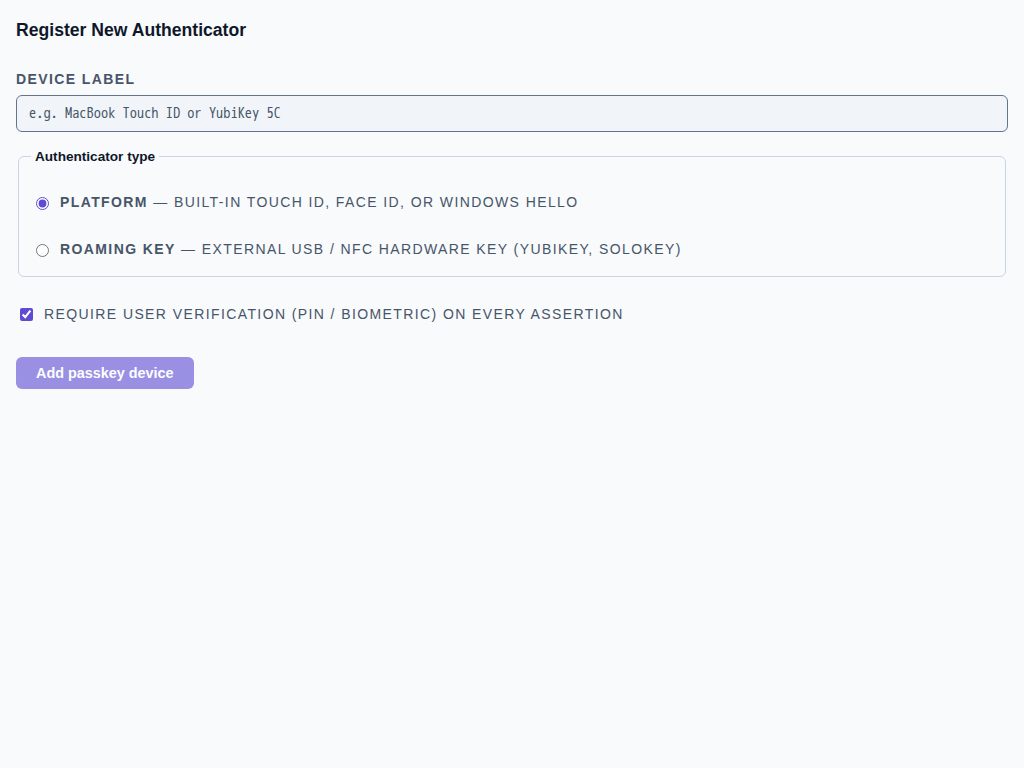 Register New Authenticator
DEVICE LABEL
e.g. MacBook Touch ID or YubiKey 5C
Authenticator type
PLATFORM — BUILT-IN TOUCH ID, FACE ID, OR WINDOWS HELLO
ROAMING KEY — EXTERNAL USB / NFC HARDWARE KEY (YUBIKEY, SOLOKEY)
REQUIRE USER VERIFICATION (PIN / BIOMETRIC) ON EVERY ASSERTION
Add passkey device